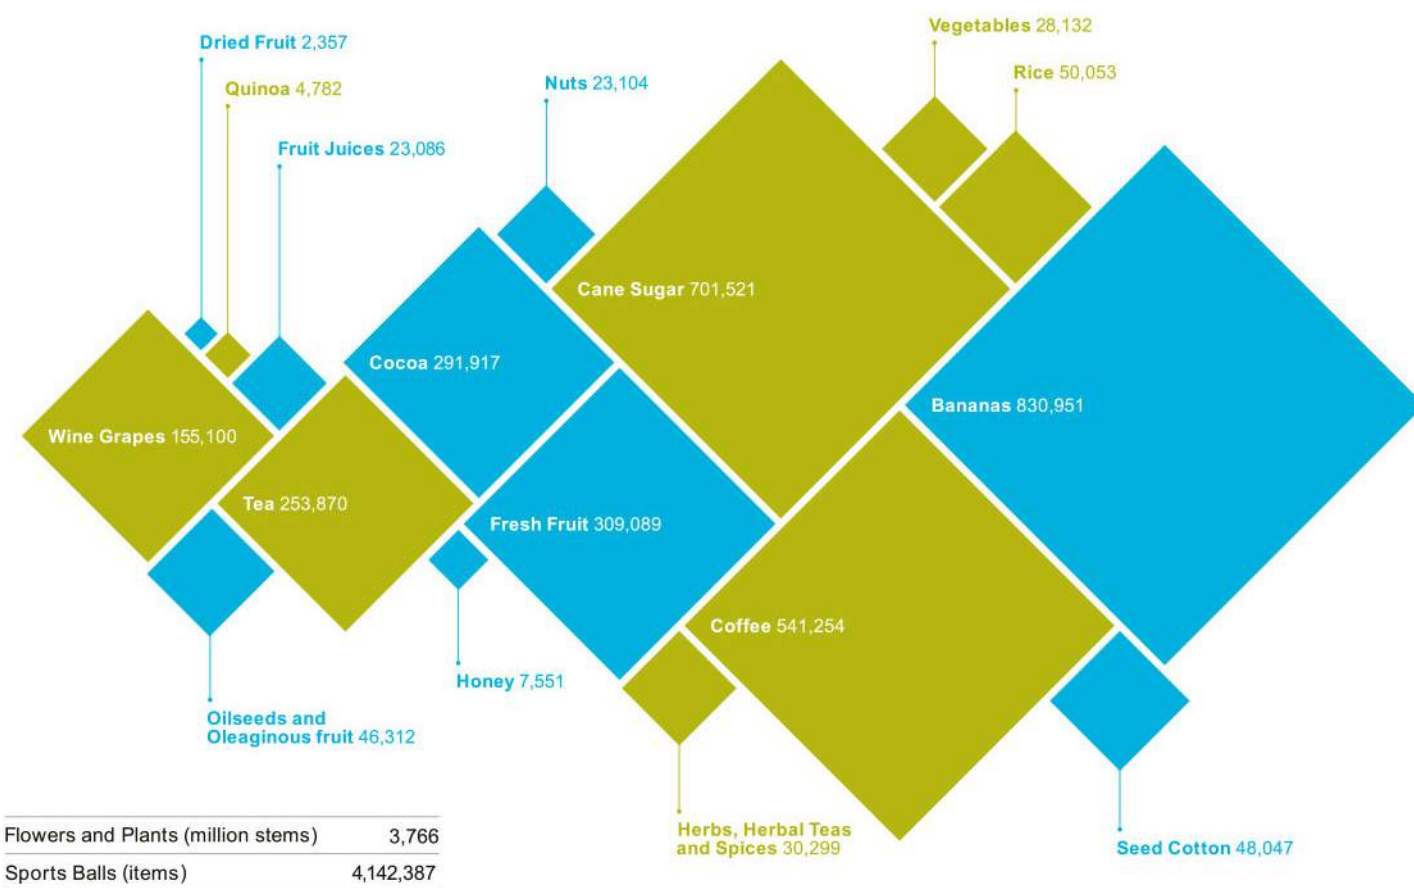 Vegetables 28,132
Dried Fruit 2,357
Rice 50,053
Nuts 23,104
Quinoa 4,782
Fruit Juices 23,086
Cane Sugar 701,521
Cocoa 291,917
Bananas 830,951
Wine Grapes 155,100
Tea 253,870
Fresh Fruit 309,089
Coffee 541,254
Honey 7,551
Oilseeds and
Oleaginous fruit 46,312
Herbs, Herbal Teas
and Spices 30,299
Seed Cotton 48,047
Flowers and Plants (million stems) 3,766
Sports Balls (items) 4,142,387